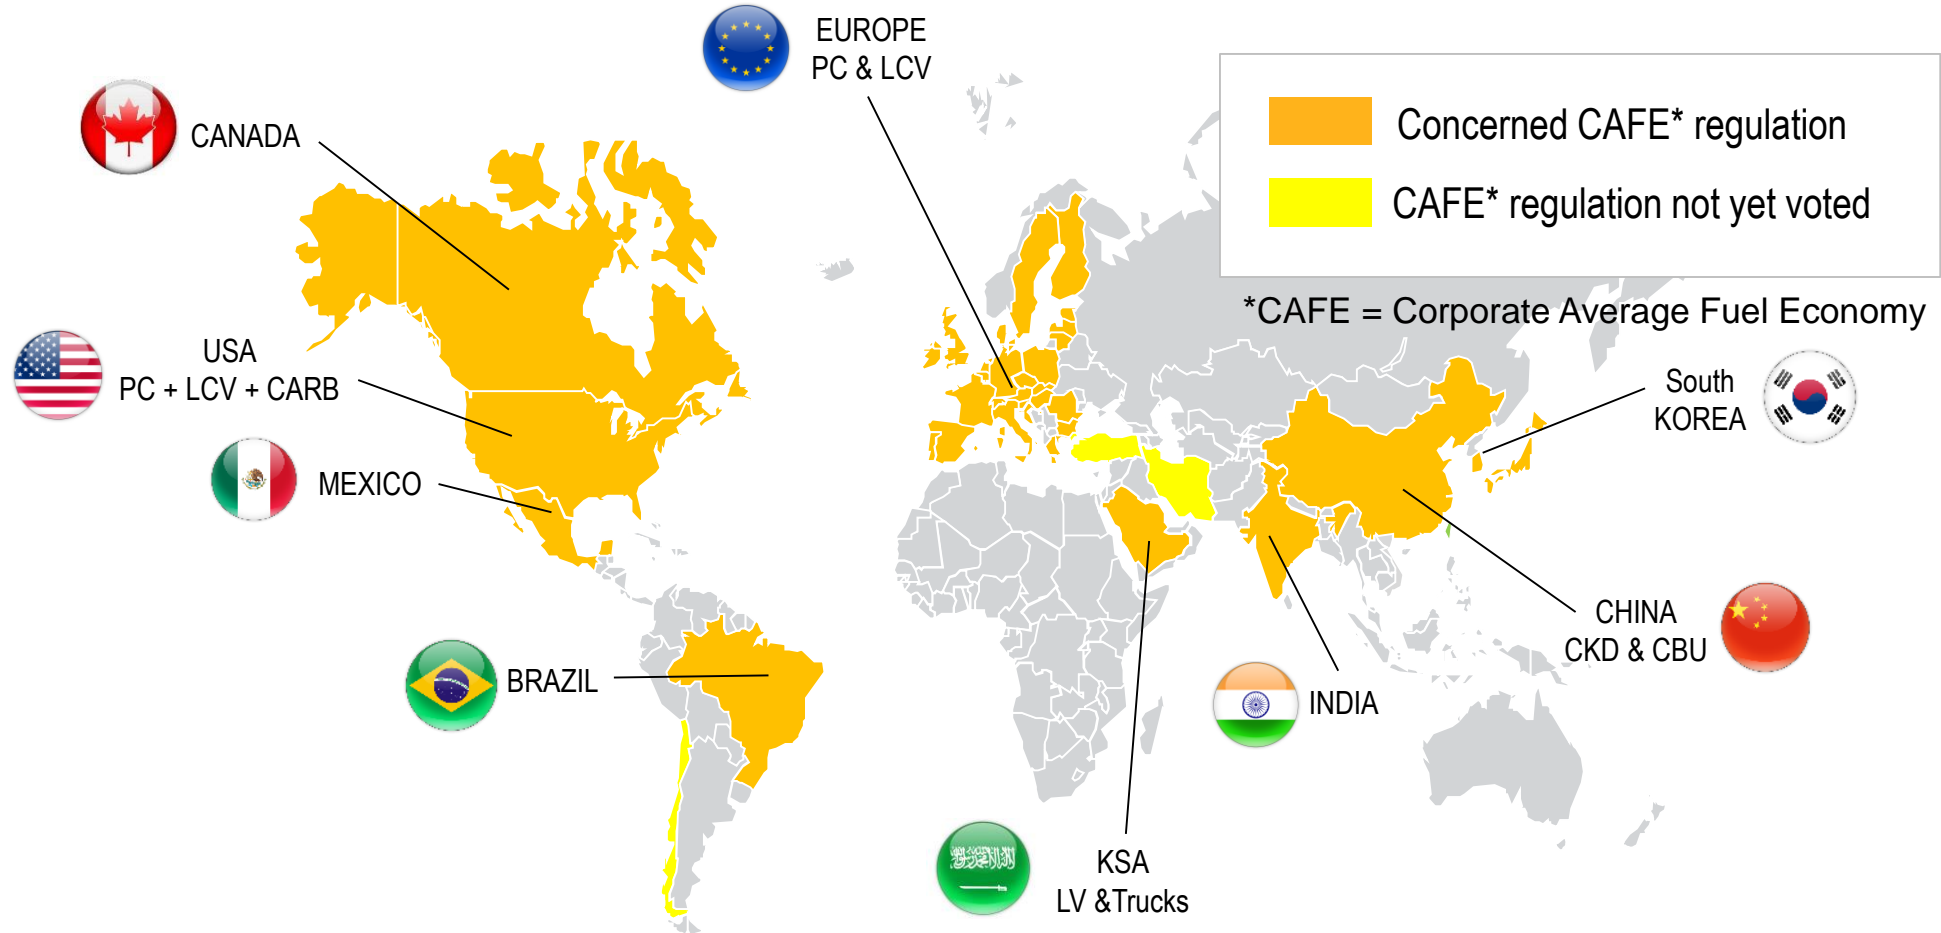 EUROPE
PC & LCV
CANADA
Concerned CAFE* regulation
CAFE* regulation not yet voted
*CAFE = Corporate Average Fuel Economy
USA
PC + LCV + CARB
South
KOREA
MEXICO
CHINA
CKD & CBU
BRAZIL
INDIA
KSA
LV &Trucks